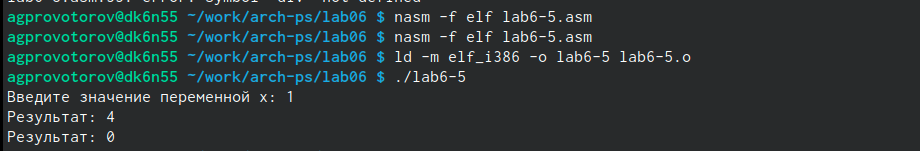 agprovotorov@dk6n55 ~/work/arch-ps/lab06 $ nasm -f elf lab6-5.asm
agprovotorov@dk6n55 ~/work/arch-ps/lab06 $ nasm -f elf lab6-5.asm
agprovotorov@dk6n55 ~/work/arch-ps/lab06 $ ld -m elf_i386 -o lab6-5 lab6-5.o
agprovotorov@dk6n55 ~/work/arch-ps/lab06 $ ./lab6-5
Введите значение переменной x: 1
Результат: 4
Результат: 0